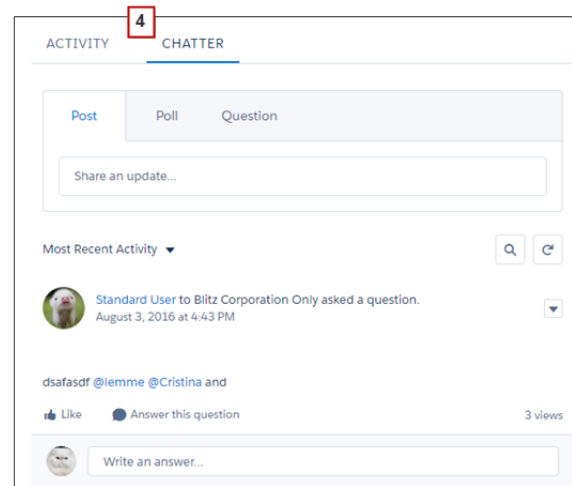 4
ACTIVITY CHATTER
Post Poll Question
Share an update...
Most Recent Activity
Standard User to Blitz Corporation Only asked a question.
August 3, 2016 at 4:43 PM
dsafasdf @lemme @Cristina and
Like Answer this question 3 views
Write an answer...